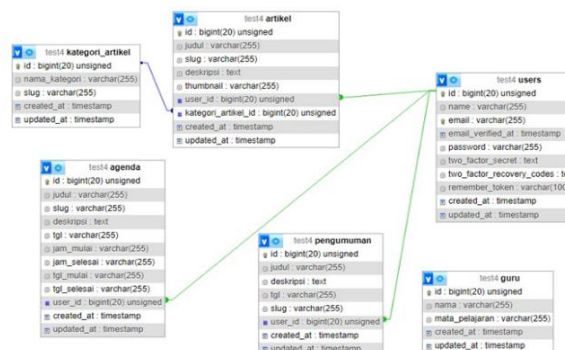 test4 kategori_artikel
id : bigint(20) unsigned
nama_kategori : varchar(255)
slug : varchar(255)
created_at : timestamp
updated_at : timestamp
test4 artikel
id : bigint(20) unsigned
judul : varchar(255)
slug : varchar(255)
deskripsi : text
thumbnail : varchar(255)
user_id : bigint(20) unsigned
kategori_artikel_id : bigint(20) unsigned
created_at : timestamp
updated_at : timestamp
test4 users
id : bigint(20) unsigned
name : varchar(255)
email : varchar(255)
email_verified_at : timestamp
password : varchar(255)
two_factor_secret : text
two_factor_recovery_codes : te
remember_token : varchar(100
created_at : timestamp
updated_at : timestamp
test4 agenda
id : bigint(20) unsigned
judul : varchar(255)
slug : varchar(255)
deskripsi : text
tgl : varchar(255)
jam_mulai : varchar(255)
jam_selesai : varchar(255)
tgl_mulai : varchar(255)
tgl_selesai : varchar(255)
user_id : bigint(20) unsigned
created_at : timestamp
updated_at : timestamp
test4 pengumuman
id : bigint(20) unsigned
judul : varchar(255)
deskripsi : text
tgl : varchar(255)
slug : varchar(255)
user_id : bigint(20) unsigned
created_at : timestamp
updated_at : timestamp
test4 guru
id : bigint(20) unsigned
nama : varchar(255)
mata_pelajaran : varchar(255)
created_at : timestamp
updated_at : timestamp